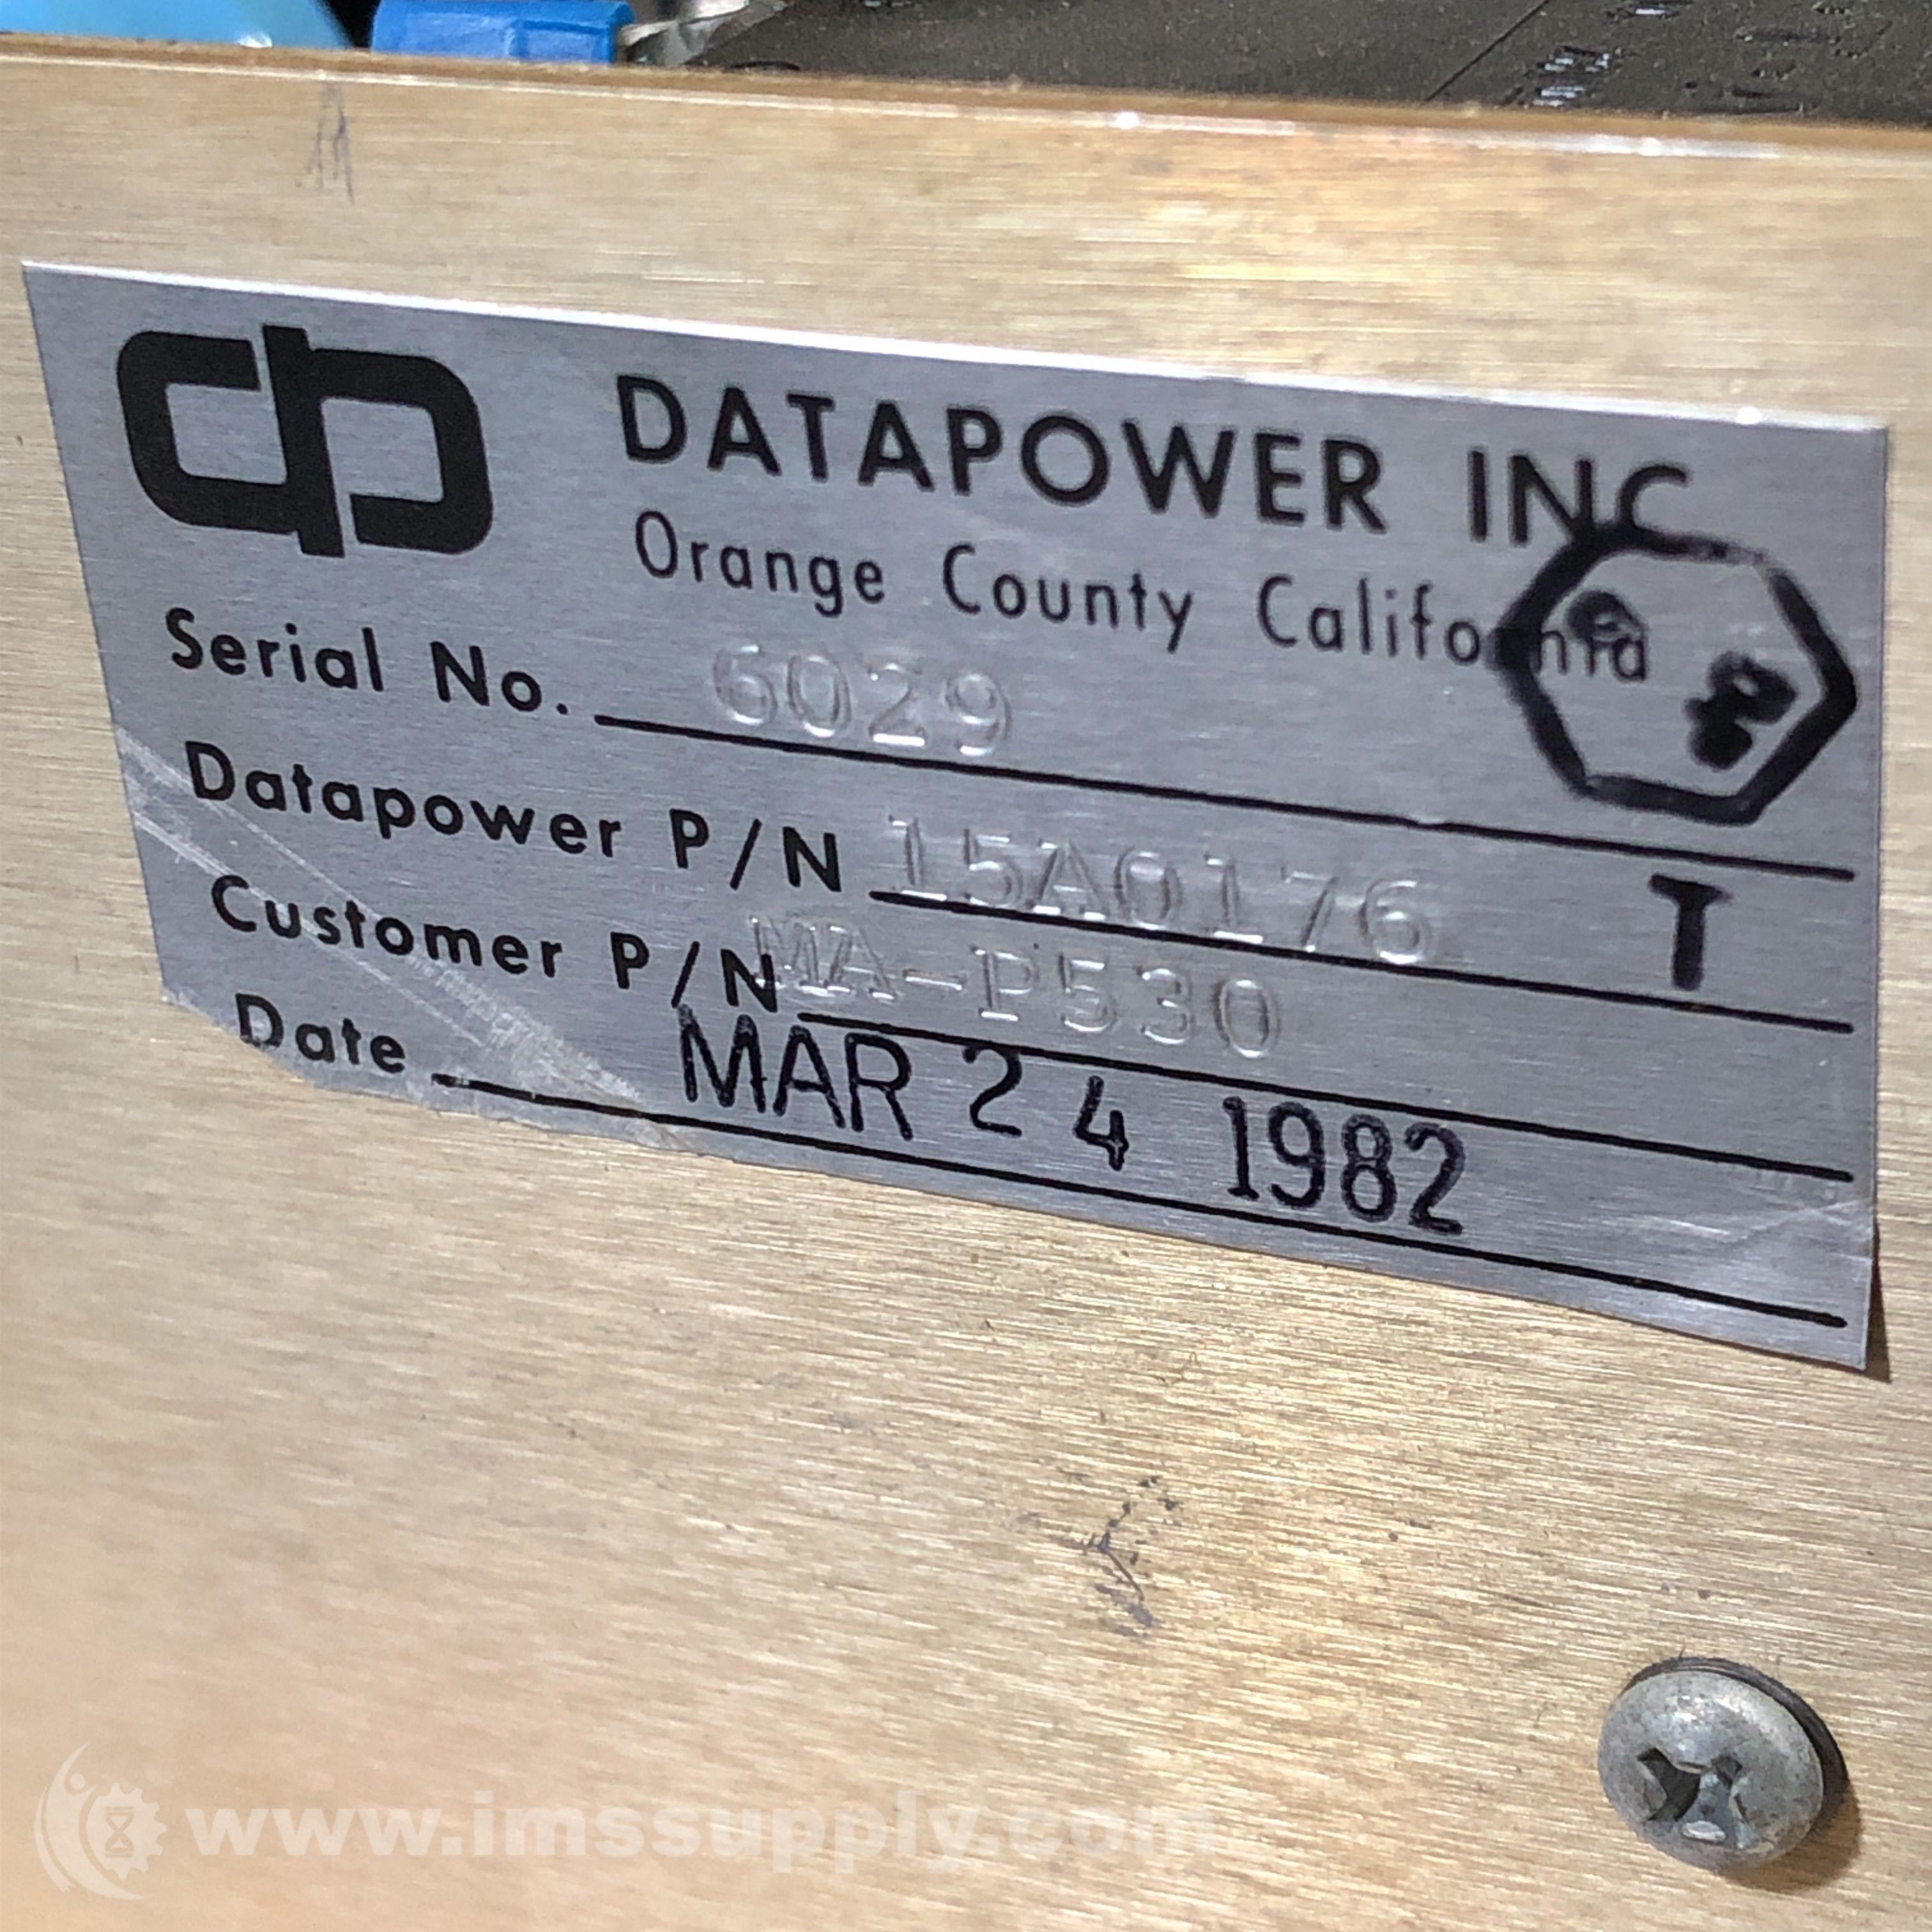 dp
DATAPOWER INC
Orange County California
Serial No. 6029
Datapower P/N 15A0176 T
Customer P/N MA-P530
Date MAR 24 1982
www.imssupply.com